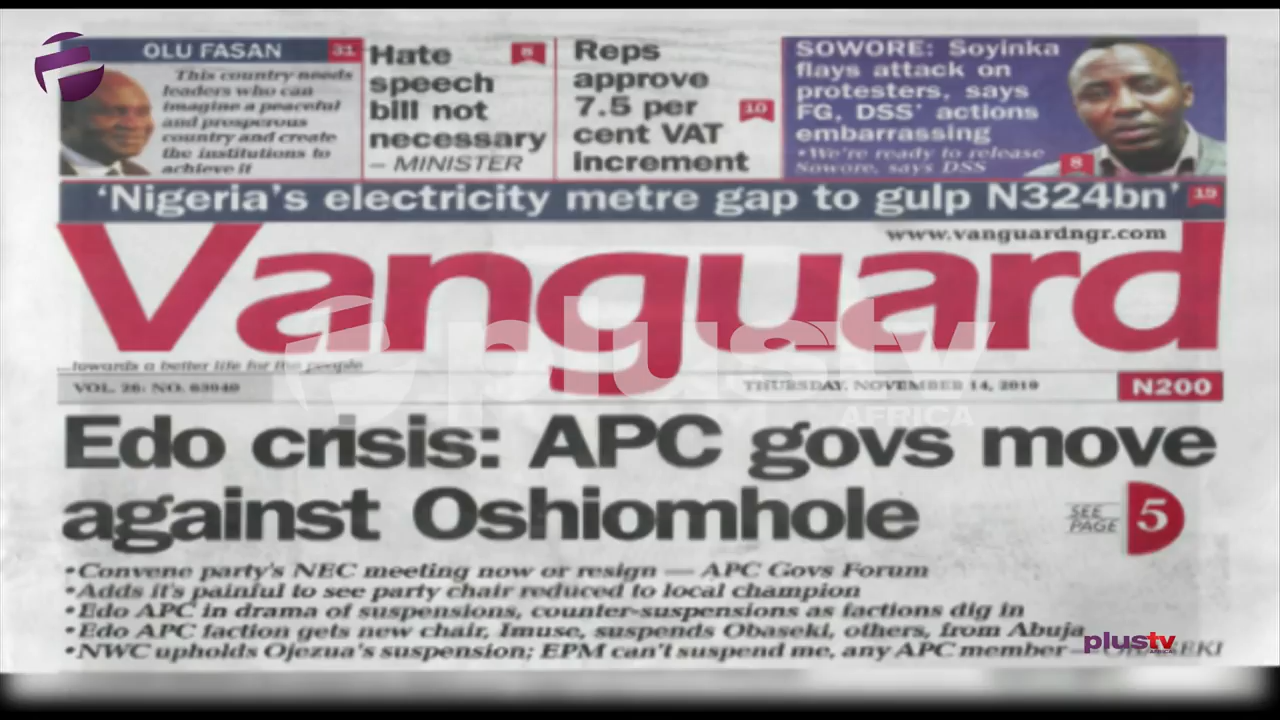 OLU FASAN 31
This country needs
leaders who can
imagine a peaceful
and prosperous
country and create
the institutions to
achieve it
Hate 8
speech
bill not
necessary
– MINISTER
Reps
approve
7.5 per 10
cent VAT
increment
SOWORE: Soyinka
flays attack on
protesters, says
FG, DSS' actions
embarrassing
•We're ready to release
Sowore, says DSS 8
'Nigeria's electricity metre gap to gulp N324bn' 19
www.vanguardngr.com
Vanguard
...towards a better life for the people
VOL. 26: NO. THURSDAY, NOVEMBER 14, 2019 N200
plustv
AFRICA
Edo crisis: APC govs move
against Oshiomhole
SEE
PAGE 5
•Convene party's NEC meeting now or resign — APC Govs Forum
•Adds it's painful to see party chair reduced to local champion
•Edo APC in drama of suspensions, counter-suspensions as factions dig in
•Edo APC faction gets new chair, Imuse, suspends Obaseki, others, from Abuja
•NWC upholds Ojezua's suspension; EPM can't suspend me, any APC member —
plustv